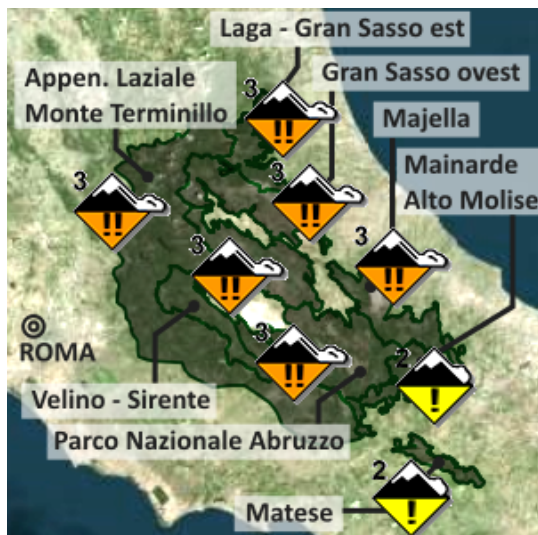 Laga - Gran Sasso est
Appen. Laziale
Monte Terminillo
Gran Sasso ovest
Majella
Mainarde
Alto Molise
3
!!
3
!!
3
!!
3
!!
3
!!
3
!!
ROMA
2
!
Velino - Sirente
Parco Nazionale Abruzzo
2
!
Matese